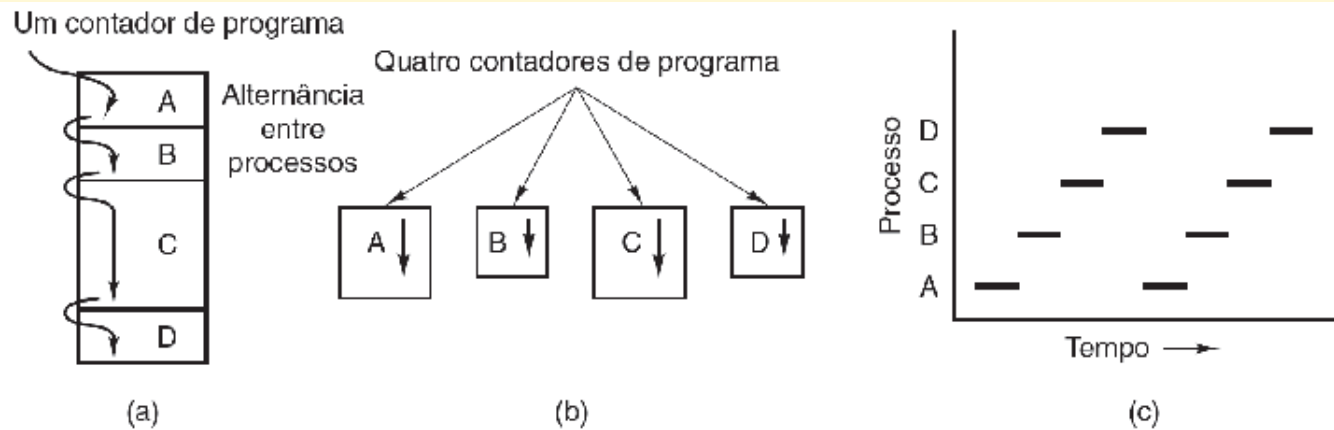 Um contador de programa
A
B
C
D
Alternância
entre
processos
(a)
Quatro contadores de programa
A
B
C
D
(b)
Processo
D
C
B
A
Tempo
(c)